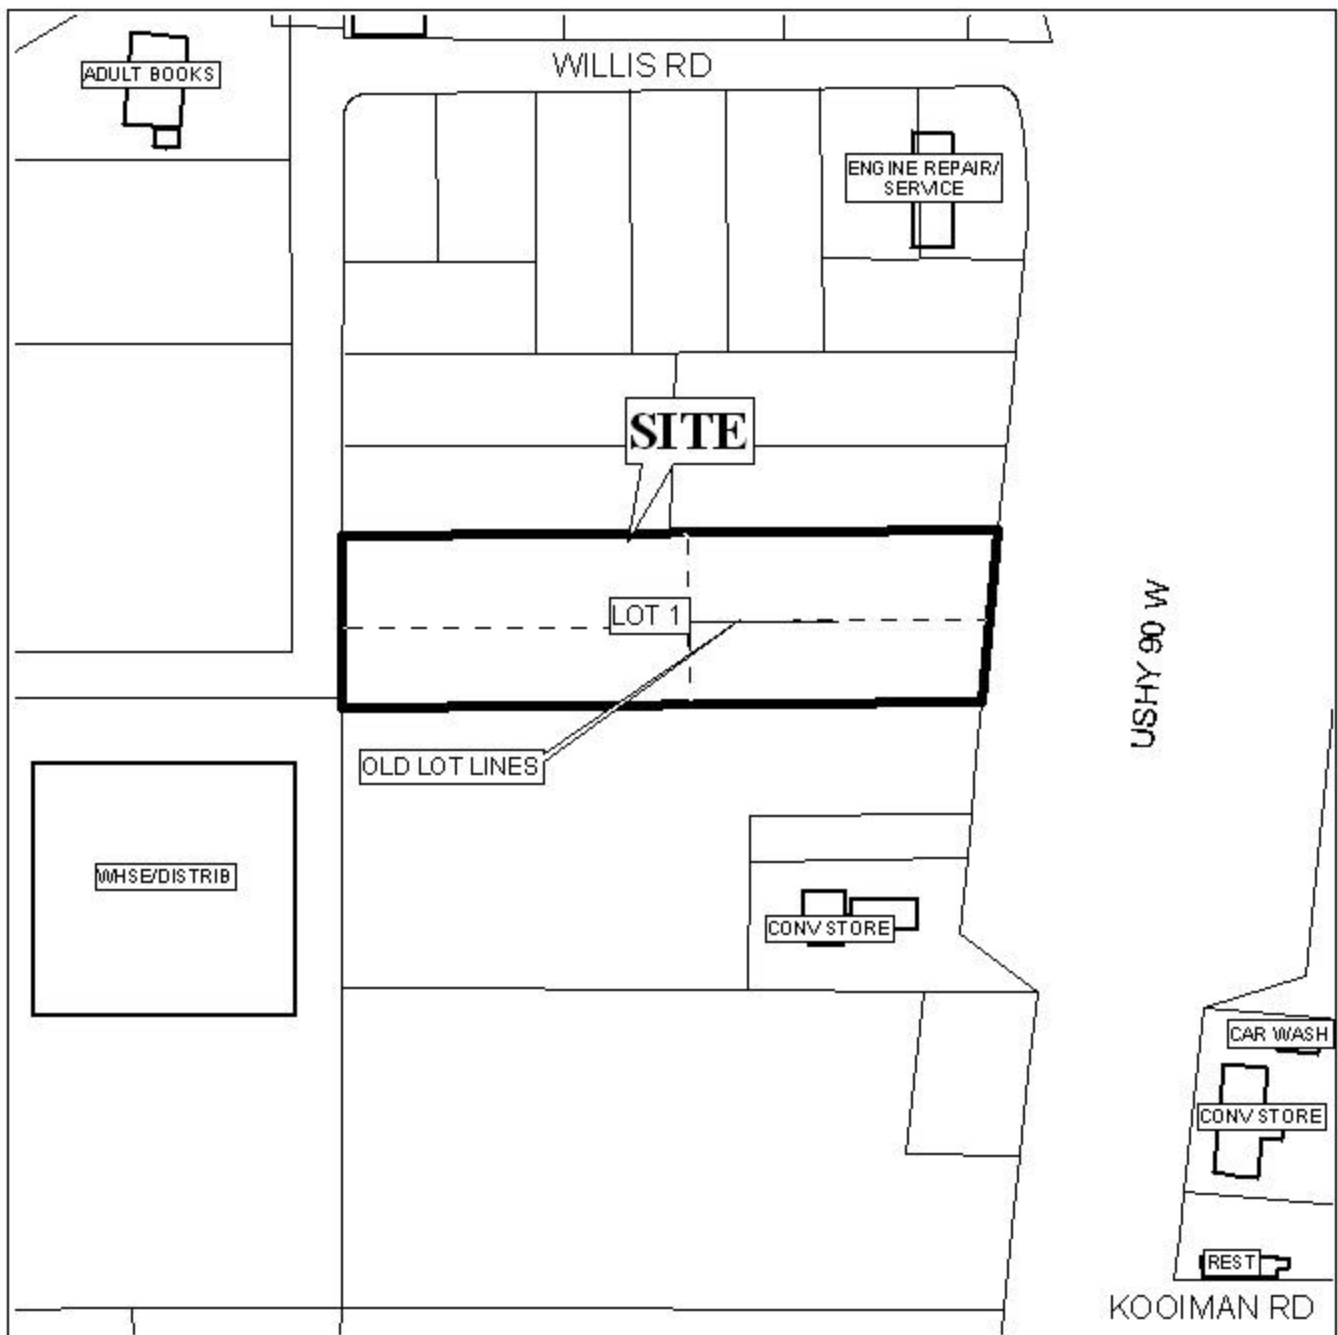 WILLIS RD
ADULT BOOKS
ENGINE REPAIR/
SERVICE
SITE
LOT 1
USHY 90 W
OLD LOT LINES
WHSE/DISTRIB
CONV STORE
CAR WASH
CONV STORE
REST
KOOIMAN RD